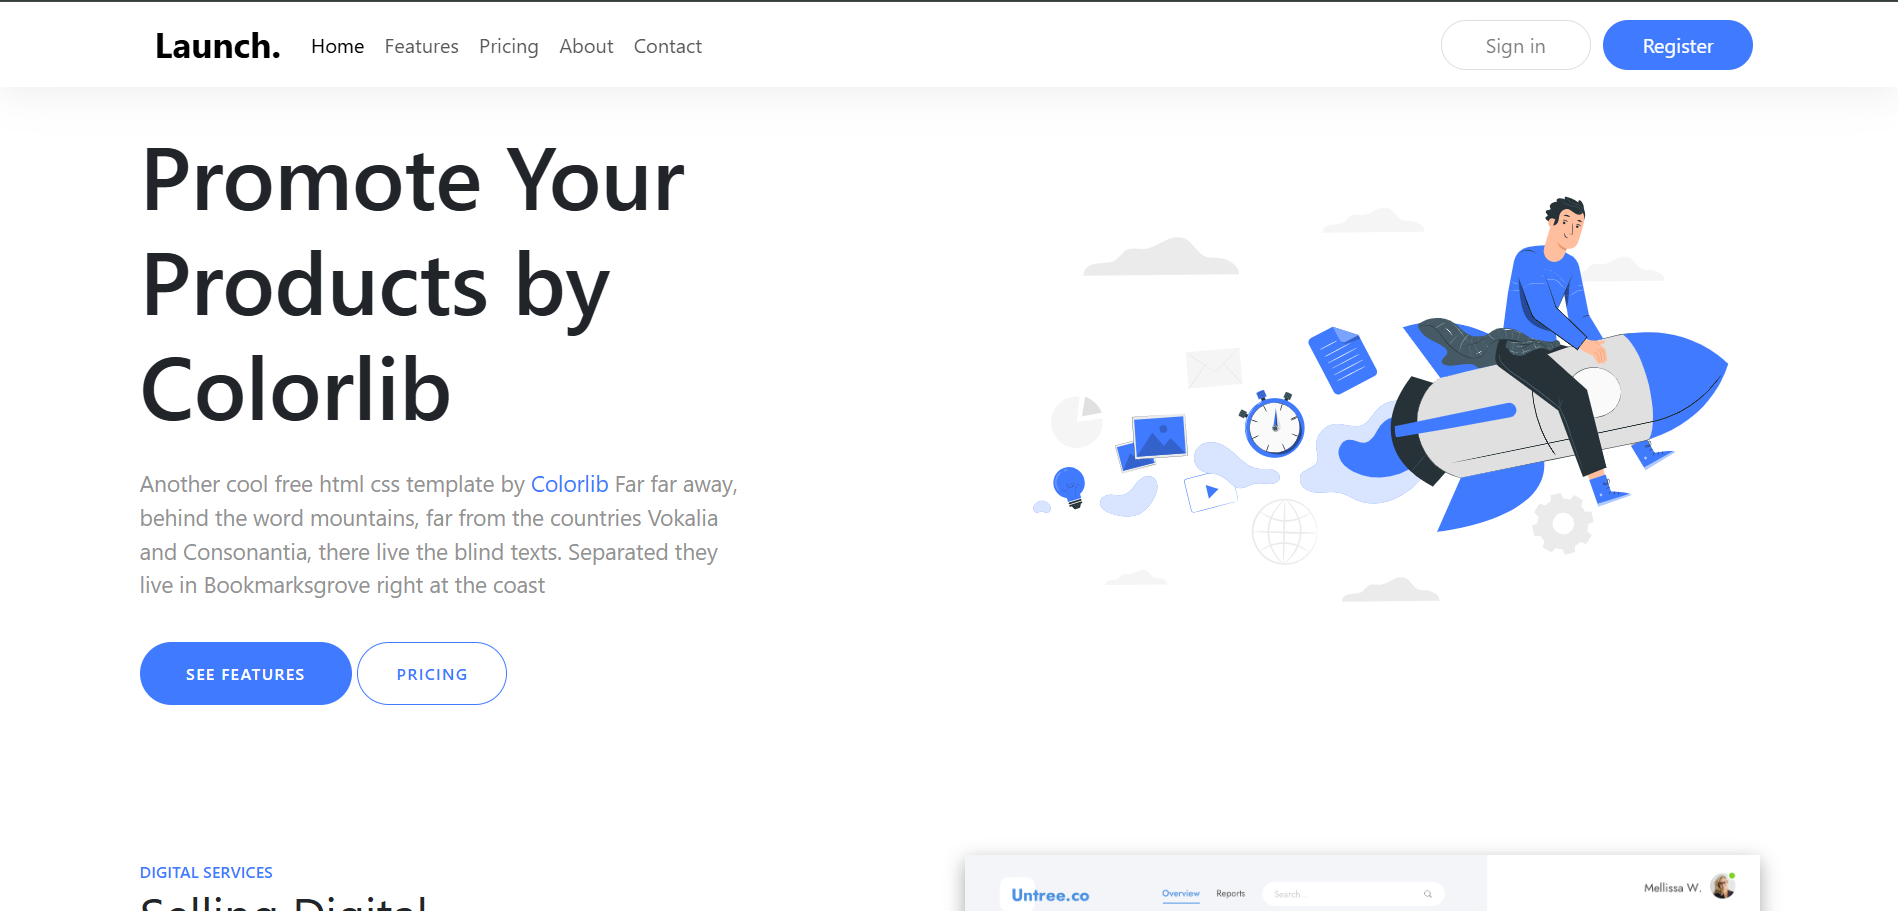 Launch. Home Features Pricing About Contact Sign in Register
Promote Your
Products by
Colorlib
Another cool free html css template by Colorlib Far far away,
behind the word mountains, far from the countries Vokalia
and Consonantia, there live the blind texts. Separated they
live in Bookmarksgrove right at the coast
SEE FEATURES PRICING
DIGITAL SERVICES
Selling Digital
Untree.co Overview Reports Search... Mellissa W.